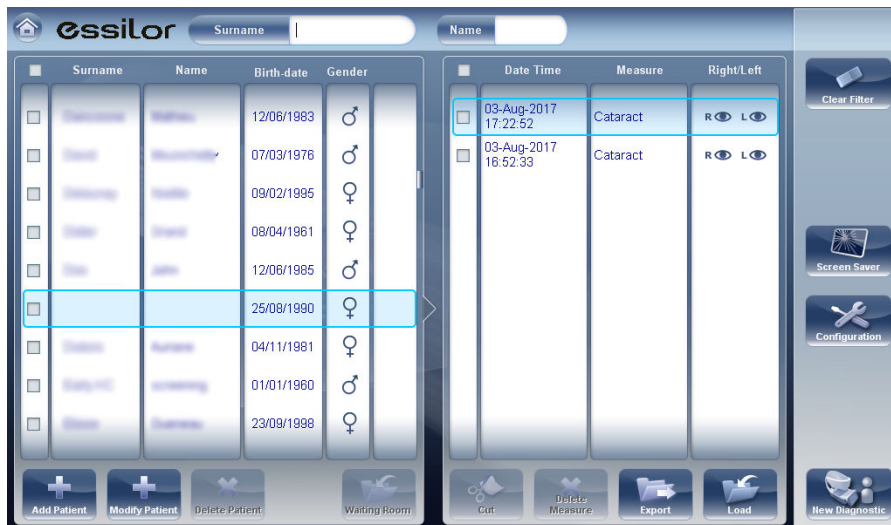 essilor Surname Name
Surname Name Birth-date Gender Date Time Measure Right/Left
Clear Filter
12/06/1983 03-Aug-2017 17:22:52 Cataract R L
07/03/1976 03-Aug-2017 16:52:33 Cataract R L
09/02/1995
08/04/1961
12/06/1985
Screen Saver
25/08/1990
04/11/1981
Configuration
01/01/1960
23/09/1998
Add Patient Modify Patient Delete Patient Waiting Room Cut Delete Measure Export Load New Diagnostic